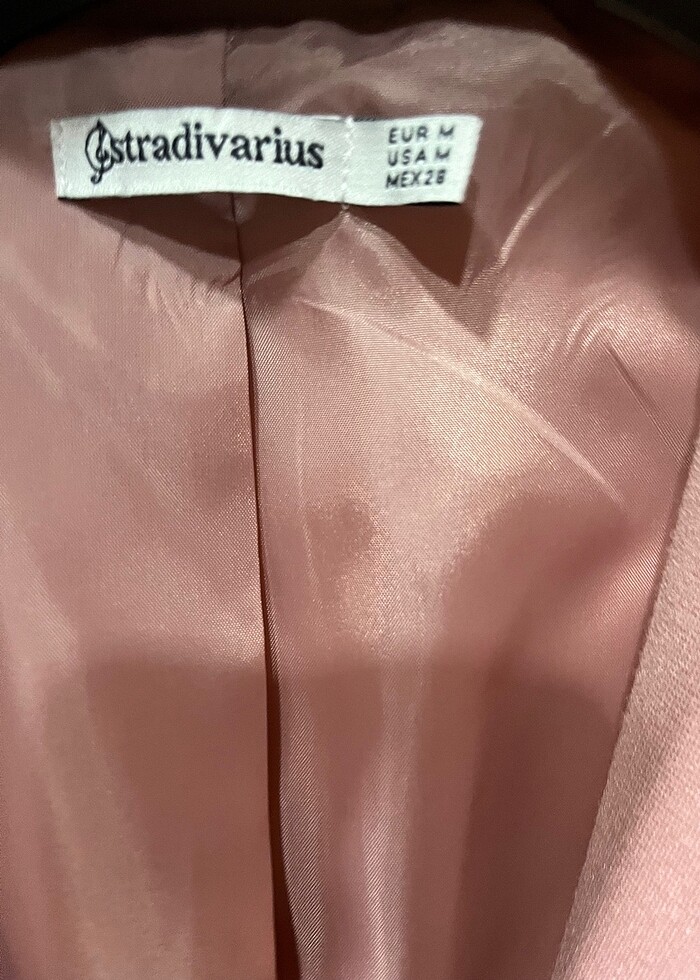 stradivarius
EUR M
USA M
MEX 28